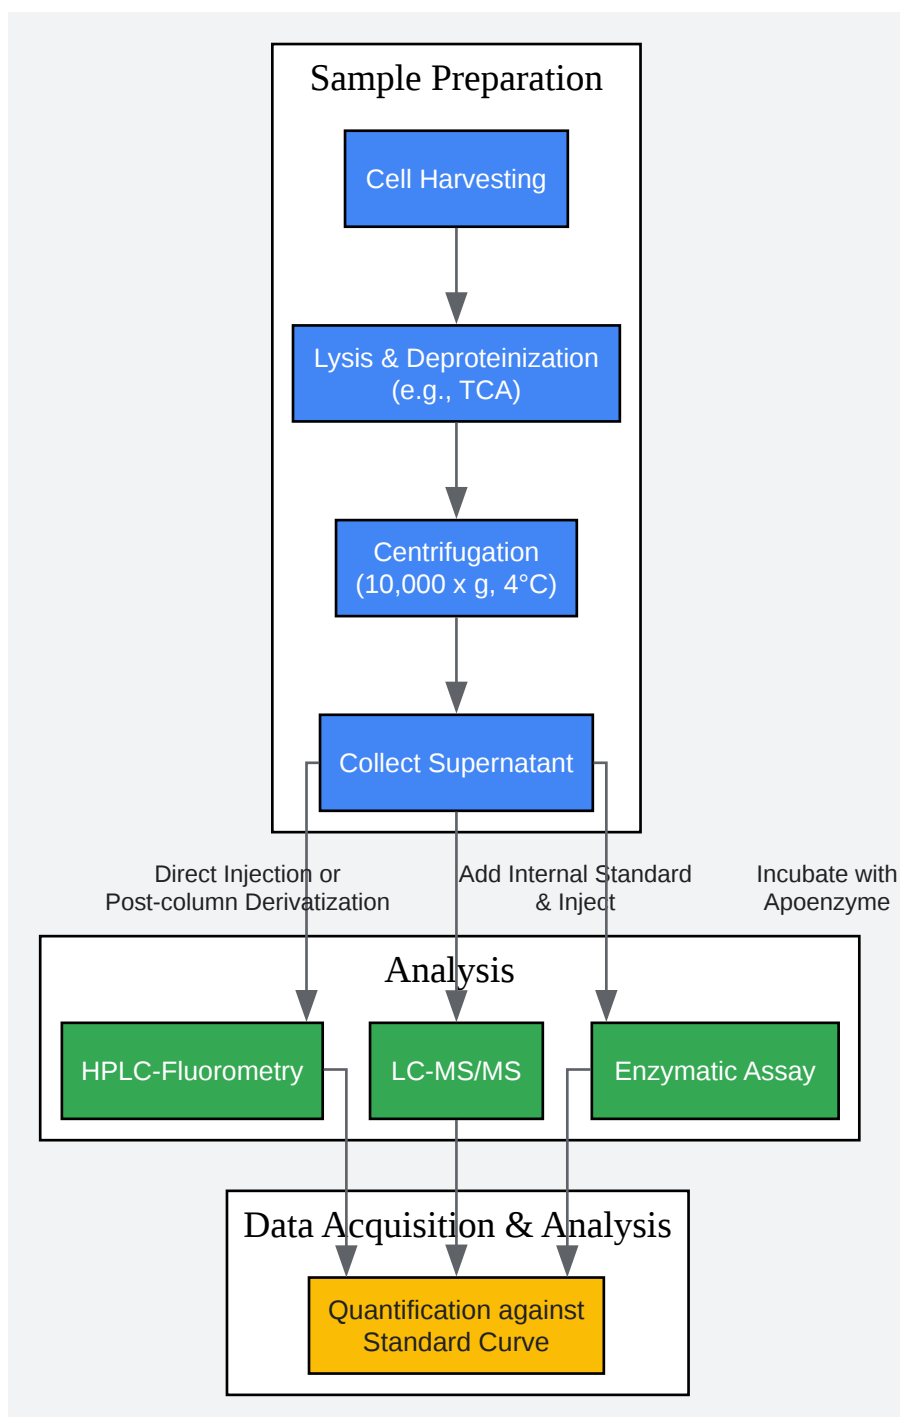 Sample Preparation
Cell Harvesting
Lysis & Deproteinization
(e.g., TCA)
Centrifugation
(10,000 x g, 4°C)
Collect Supernatant
Direct Injection or
Post-column Derivatization
Add Internal Standard
& Inject
Incubate with
Apoenzyme
Analysis
HPLC-Fluorometry
LC-MS/MS
Enzymatic Assay
Data Acquisition & Analysis
Quantification against
Standard Curve